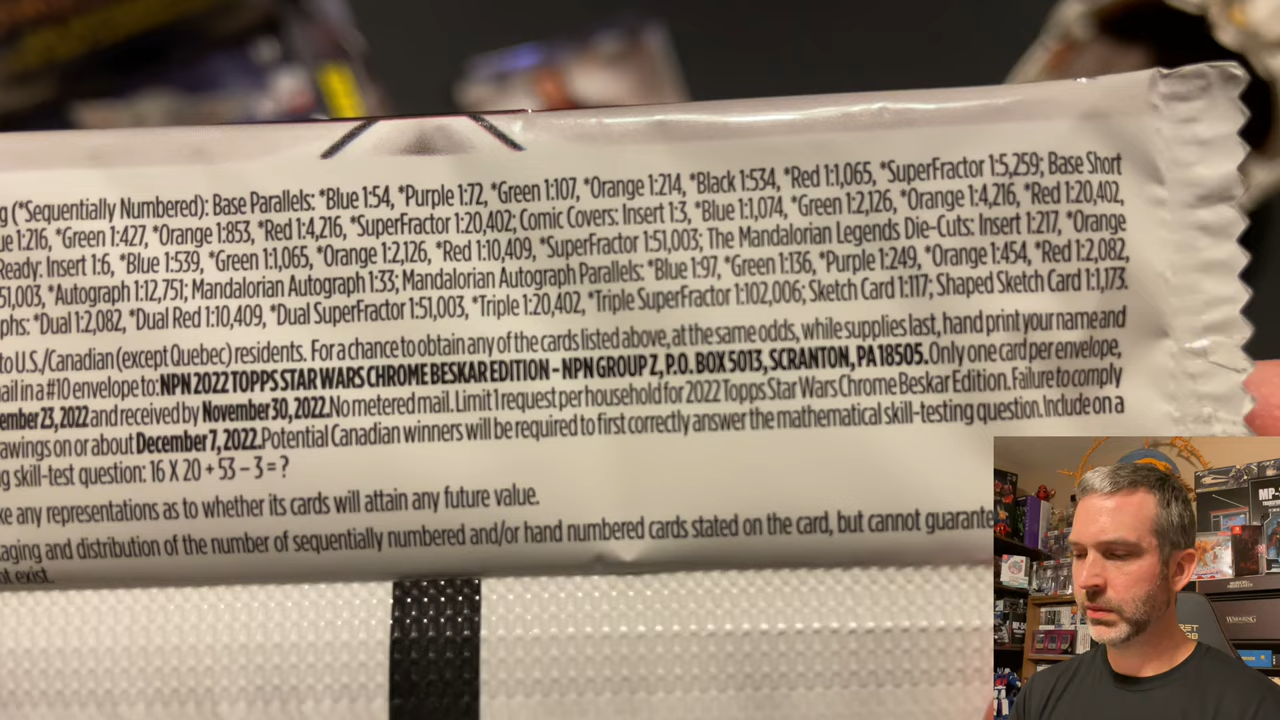 g (*Sequentially Numbered): Base Parallels: *Blue 1:54, *Purple 1:72, *Green 1:107, *Orange 1:214, *Black 1:534, *Red 1:1,065, *SuperFractor 1:5,259; Base Short
ue 1:216, *Green 1:427, *Orange 1:853, *Red 1:4,216, *SuperFractor 1:20,402; Comic Covers: Insert 1:3, *Blue 1:1,074, *Green 1:2,126, *Orange 1:4,216, *Red 1:20,402,
Ready: Insert 1:6, *Blue 1:539, *Green 1:1,065, *Orange 1:2,126, *Red 1:10,409, *SuperFractor 1:51,003; The Mandalorian Legends Die-Cuts: Insert 1:217, *Orange
51,003, *Autograph 1:12,751; Mandalorian Autograph 1:33; Mandalorian Autograph Parallels: *Blue 1:97, *Green 1:136, *Purple 1:249, *Orange 1:454, *Red 1:2,082,
phs: *Dual 1:2,082, *Dual Red 1:10,409, *Dual SuperFractor 1:51,003, *Triple 1:20,402, *Triple SuperFractor 1:102,006; Sketch Card 1:117; Shaped Sketch Card 1:1,173.
to U.S./Canadian (except Quebec) residents. For a chance to obtain any of the cards listed above, at the same odds, while supplies last, hand print your name and
ail in a #10 envelope to: NPN 2022 TOPPS STAR WARS CHROME BESKAR EDITION - NPN GROUP Z, P.O. BOX 5013, SCRANTON, PA 18505. Only one card per envelope,
ember 23, 2022 and received by November 30, 2022. No metered mail. Limit 1 request per household for 2022 Topps Star Wars Chrome Beskar Edition. Failure to comply
awings on or about December 7, 2022. Potential Canadian winners will be required to first correctly answer the mathematical skill-testing question. Include on a
g skill-test question: 16 X 20 + 53 – 3 = ?
ke any representations as to whether its cards will attain any future value.
aging and distribution of the number of sequentially numbered and/or hand numbered cards stated on the card, but cannot guarante
ot exist.